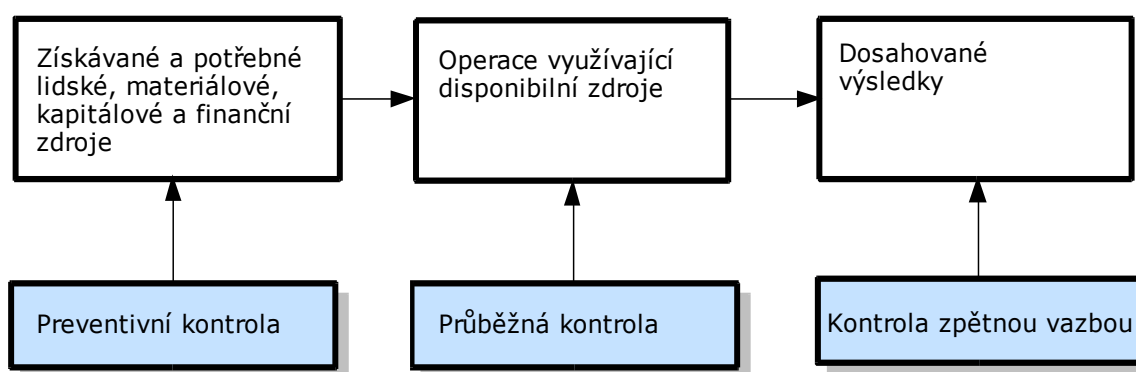 Získávané a potřebné
lidské, materiálové,
kapitálové a finanční
zdroje
Operace využívající
disponibilní zdroje
Dosahované
výsledky
Preventivní kontrola
Průběžná kontrola
Kontrola zpětnou vazbou